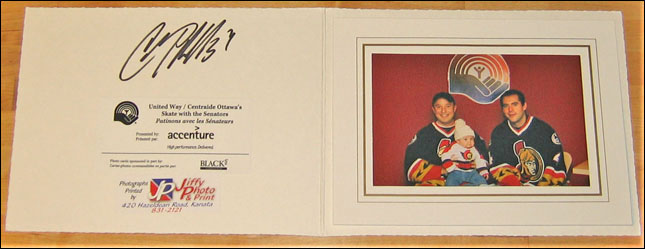 United Way / Centraide Ottawa's
Skate with the Senators
Patinons avec les Sénateurs
Presented by
Présenté par
accenture
High performance. Delivered.
Photo cards sponsored in part by
BLACK
Photographs
Printed
by
JP
Jiffy
Photo
& Print
420 Hazeldean Road, Kanata
831-2121